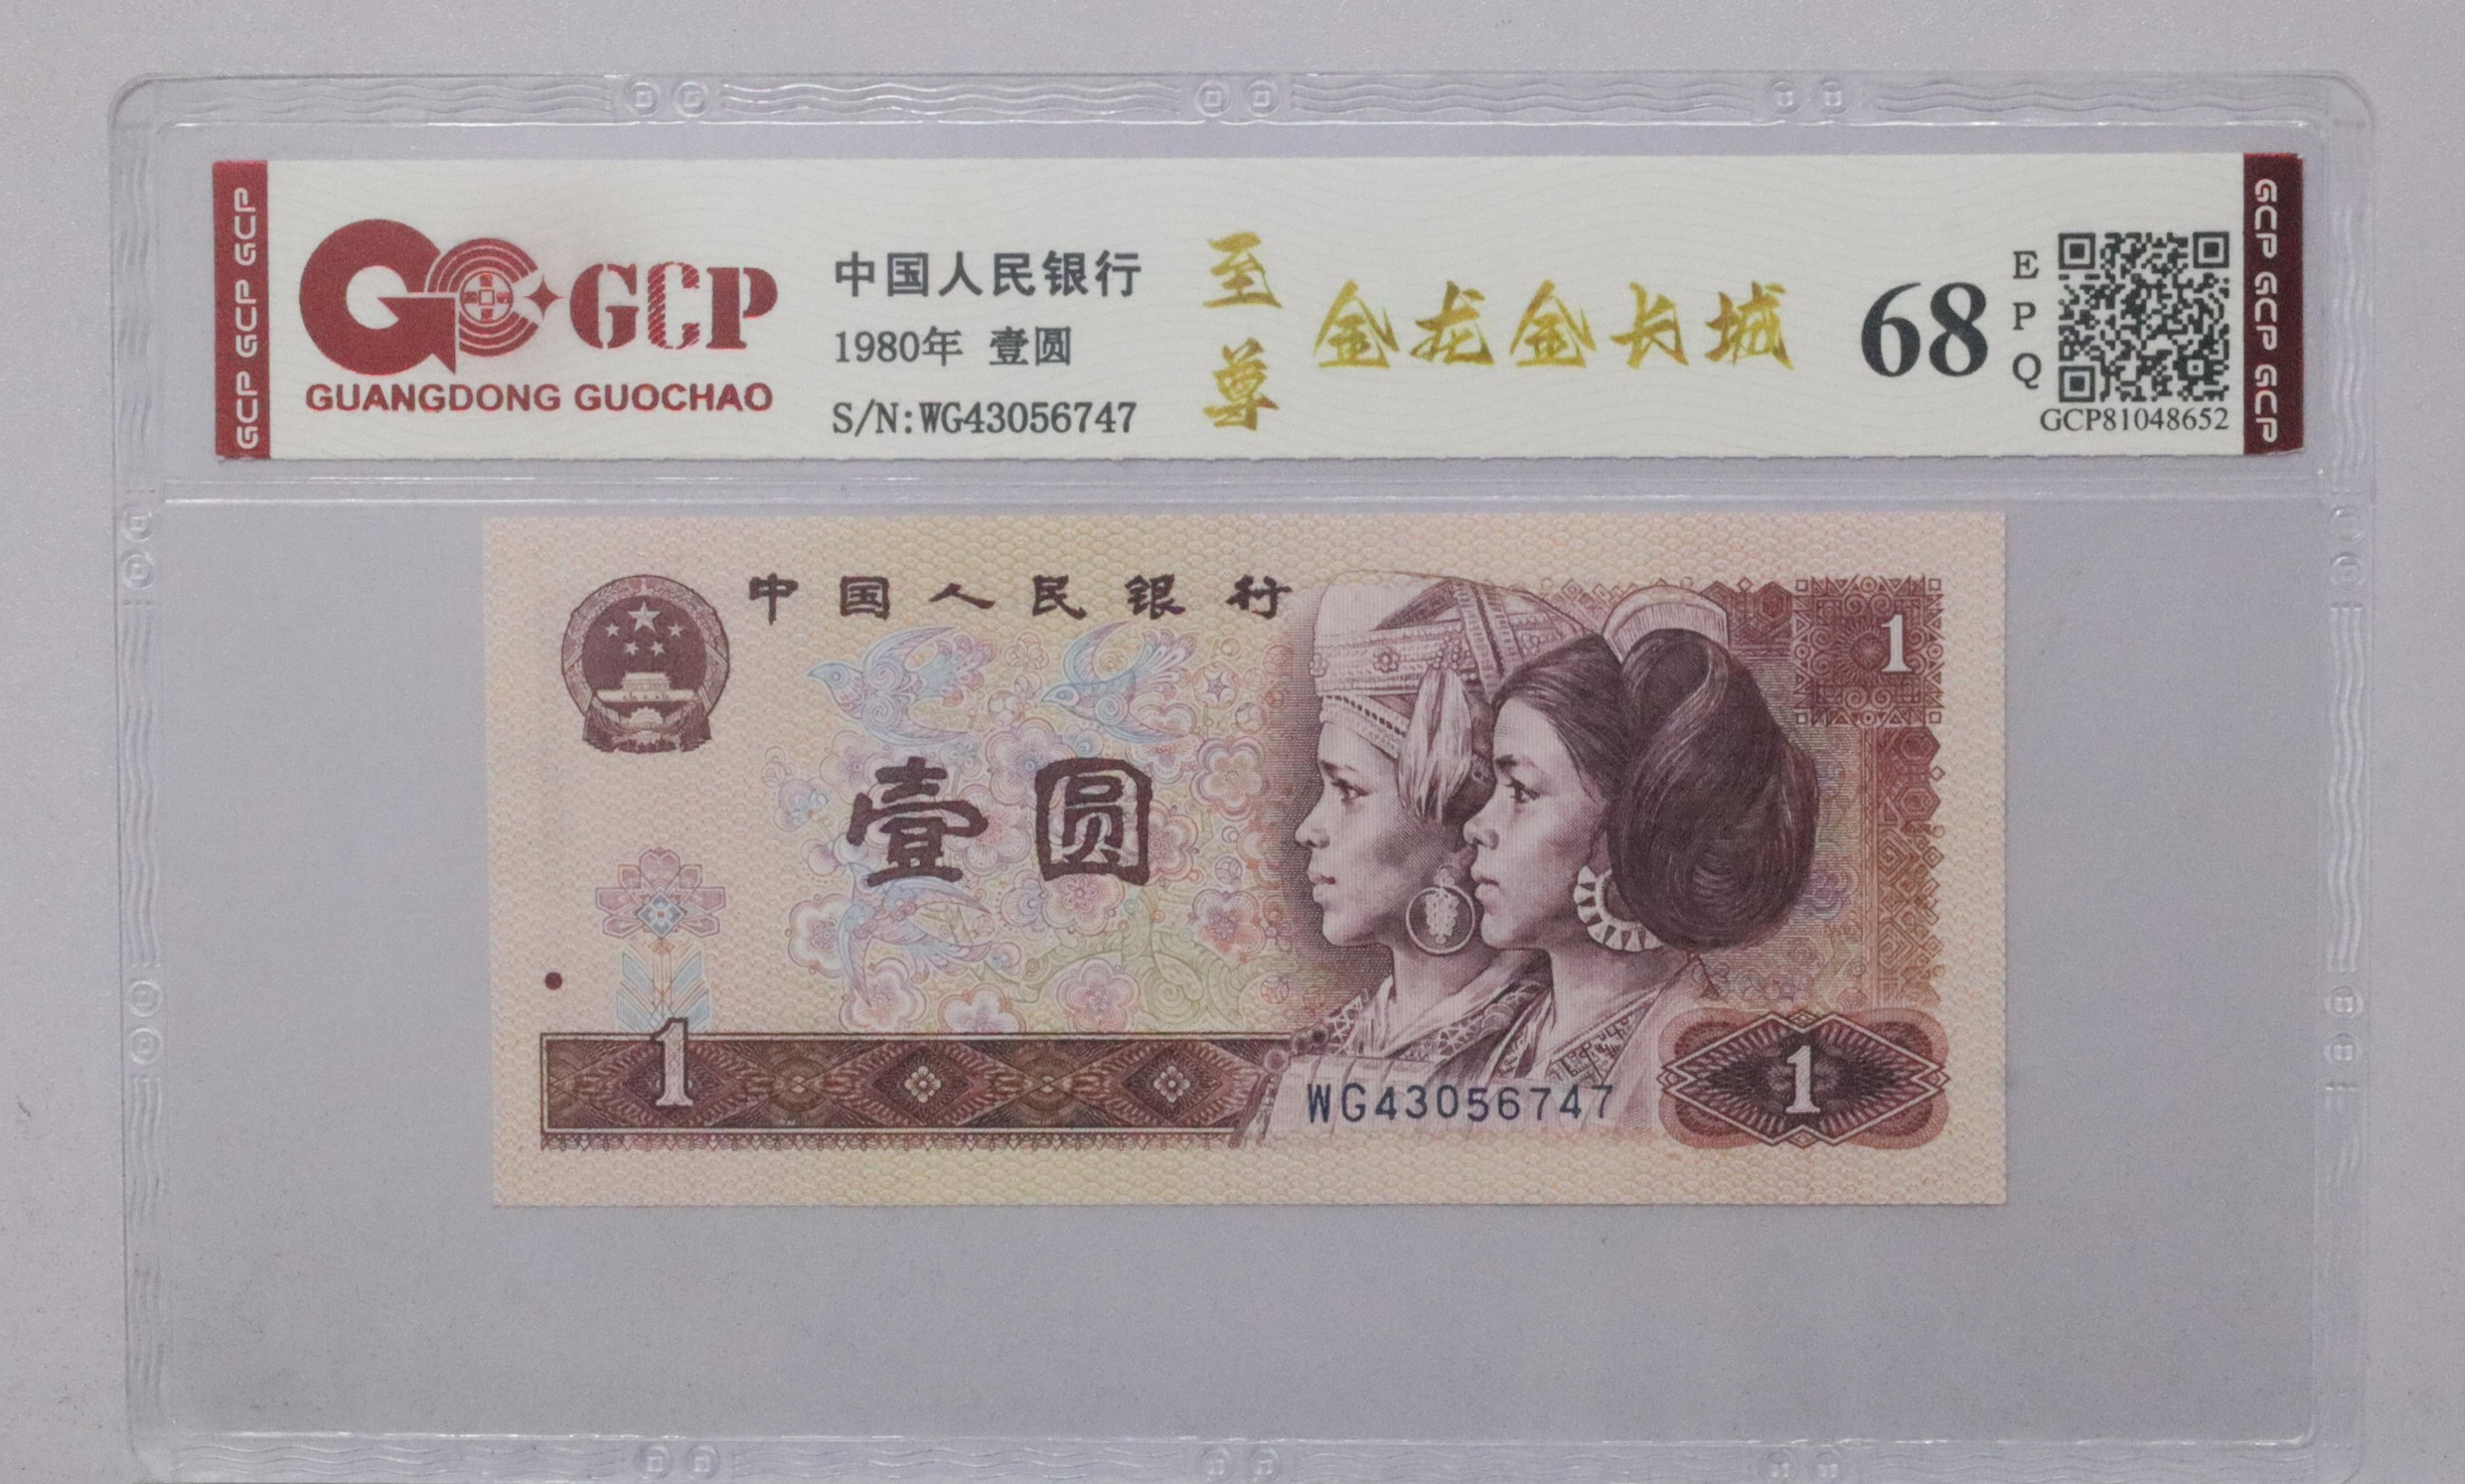 GCP GCP GCP
GCP
GUANGDONG GUOCHAO
中国人民银行
1980年 壹圆
S/N:WG43056747
至尊
金龙金长城
68
EPQ
GCP81048652
GCP GCP GCP
中国人民银行
1
壹圆
1
WG43056747
1